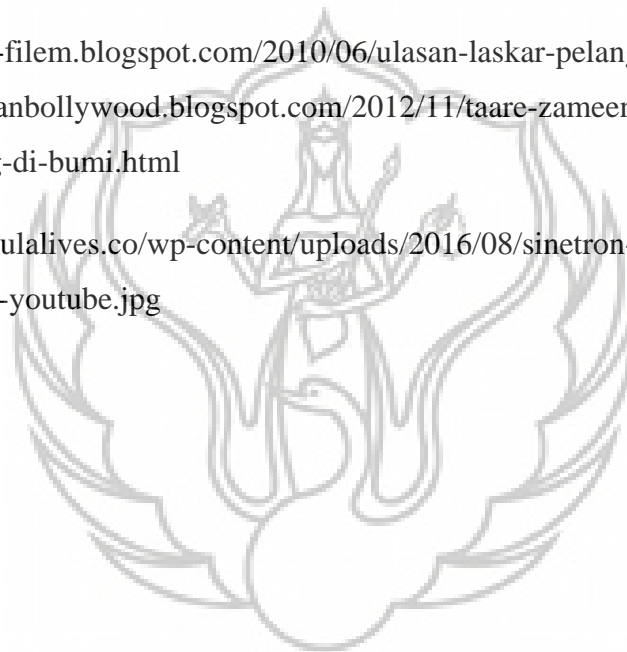 -filem.blogspot.com/2010/06/ulasan-laskar-pelang
anbollywood.blogspot.com/2012/11/taare-zameen
g-di-bumi.html
ulalives.co/wp-content/uploads/2016/08/sinetron-
-youtube.jpg